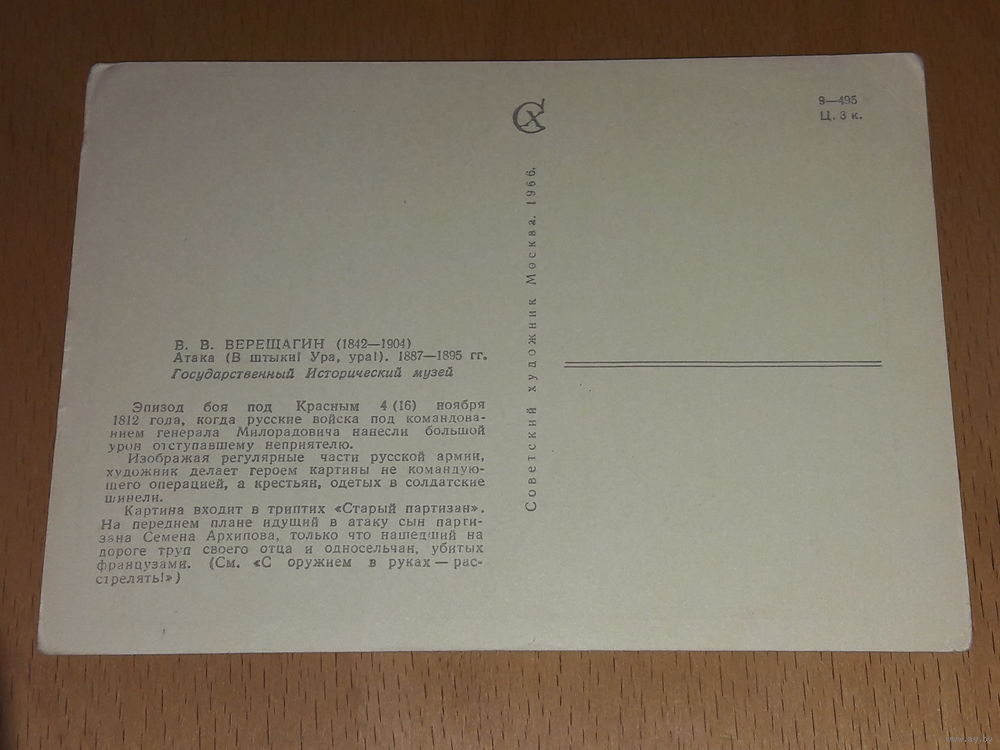 СХ
9—495
Ц. 3 к.
Советский художник Москва. 1966.
В. В. ВЕРЕЩАГИН (1842—1904)
Атака (В штыки! Ура, ура!). 1887—1895 гг.
Государственный Исторический музей
Эпизод боя под Красным 4 (16) ноября
1812 года, когда русские войска под командова-
нием генерала Милорадовича нанесли большой
урон отступавшему неприятелю.
Изображая регулярные части русской армии,
художник делает героем картины не командую-
щего операцией, а крестьян, одетых в солдатские
шинели.
Картина входит в триптих «Старый партизан».
На переднем плане идущий в атаку сын парти-
зана Семена Архипова, только что нашедший на
дороге труп своего отца и односельчан, убитых
французами. (См. «С оружием в руках — рас-
стрелять!»)
www.ay.by